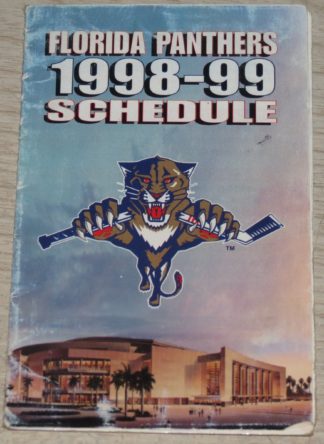 FLORIDA PANTHERS
1998-99
SCHEDULE
TM